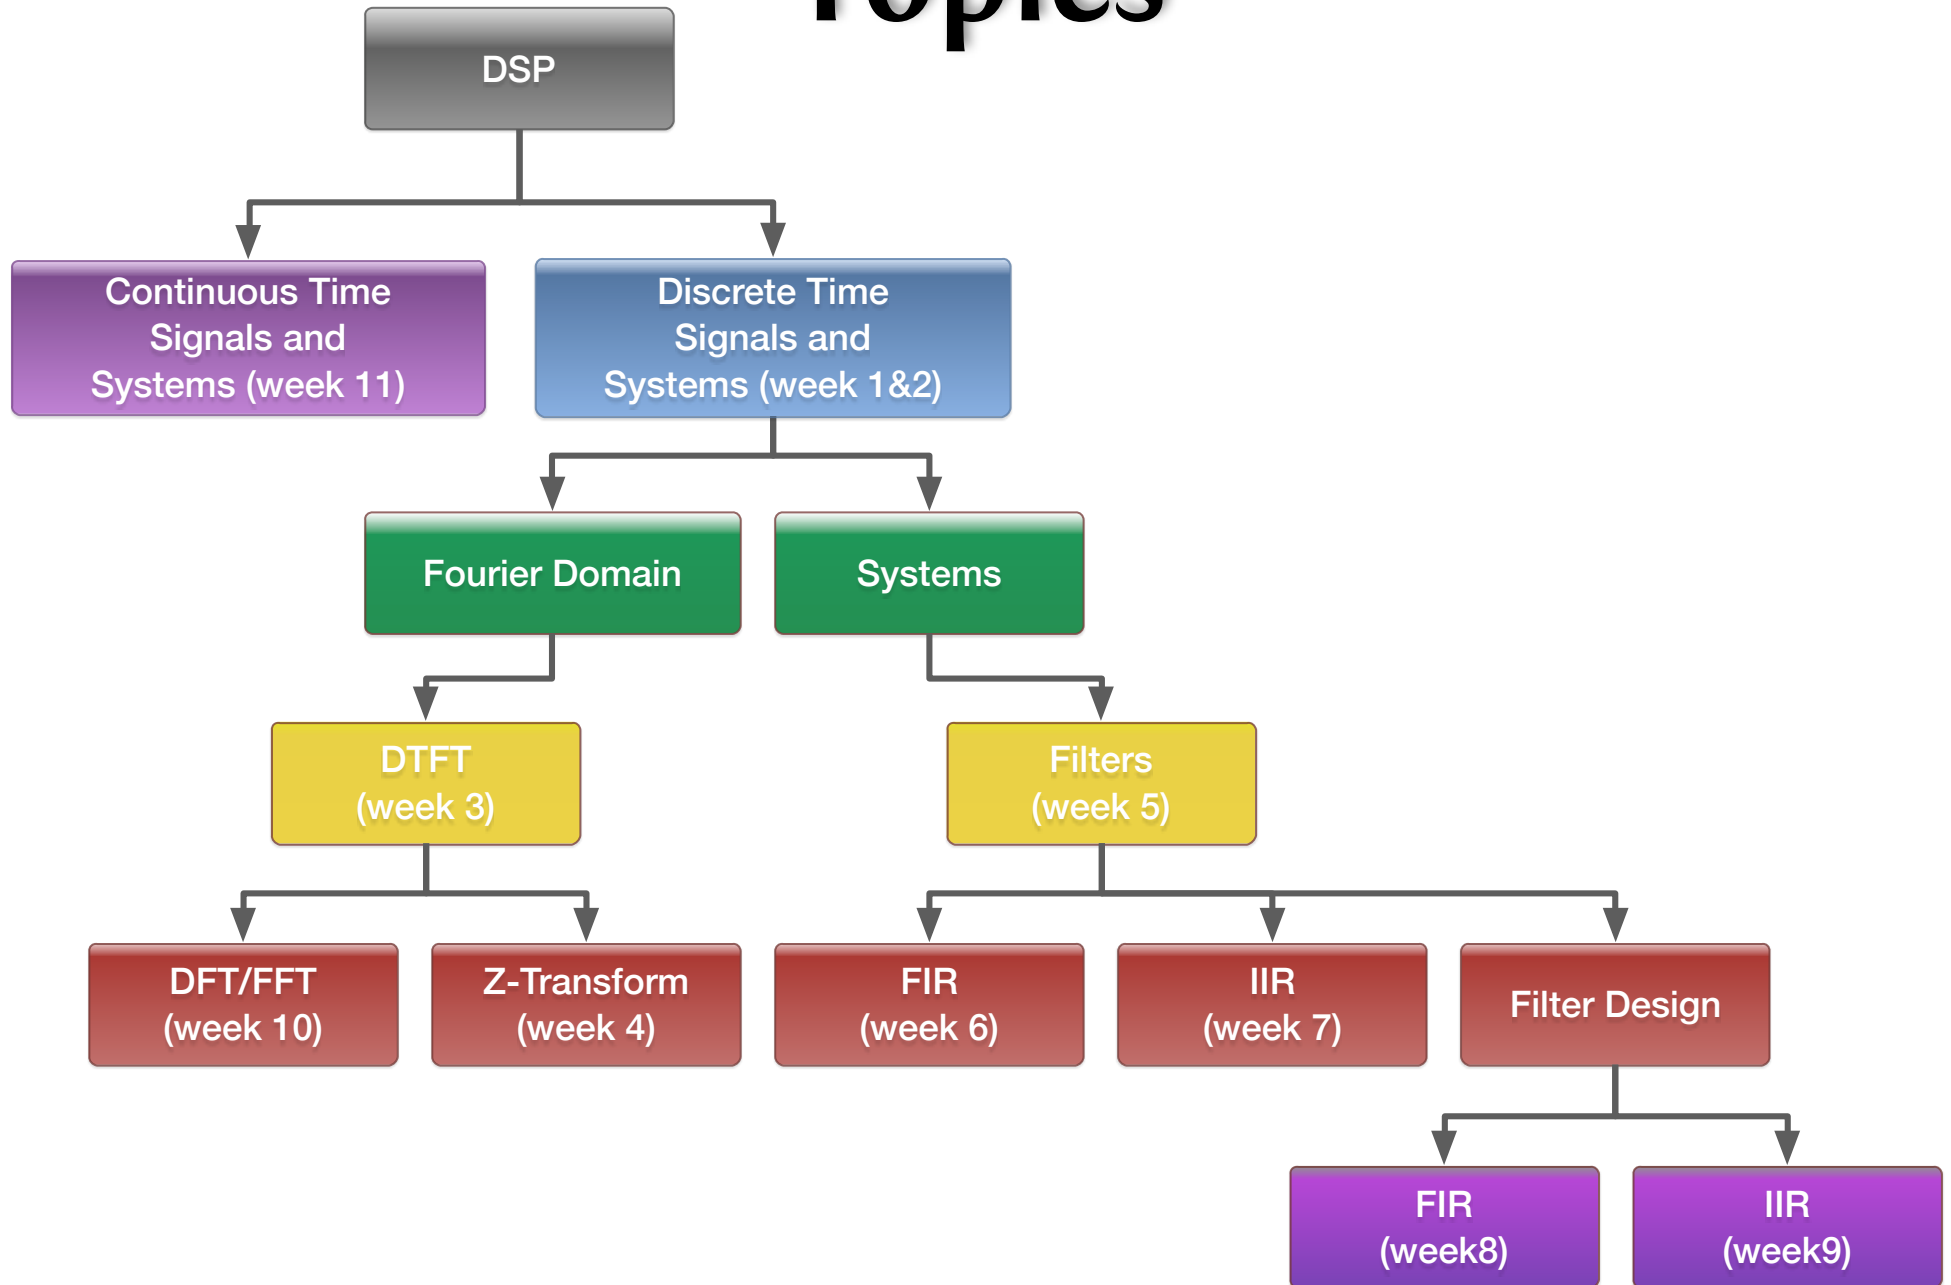 Topics
DSP
Continuous Time
Signals and
Systems (week 11)
Discrete Time
Signals and
Systems (week 1&2)
Fourier Domain
Systems
DTFT
(week 3)
Filters
(week 5)
DFT/FFT
(week 10)
Z-Transform
(week 4)
FIR
(week 6)
IIR
(week 7)
Filter Design
FIR
(week8)
IIR
(week9)